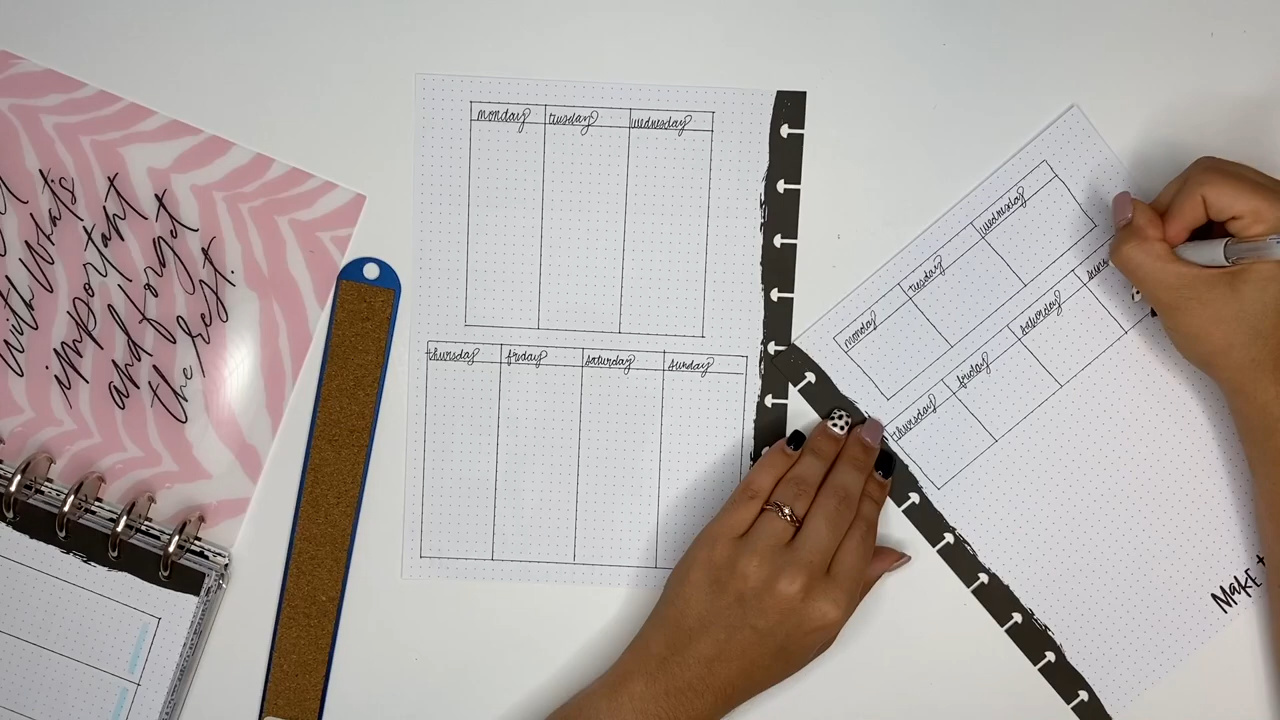 with what's
important
and forget
the rest.
monday tuesday wednesday
thursday friday saturday sunday
monday tuesday wednesday
thursday friday saturday sun
Make +